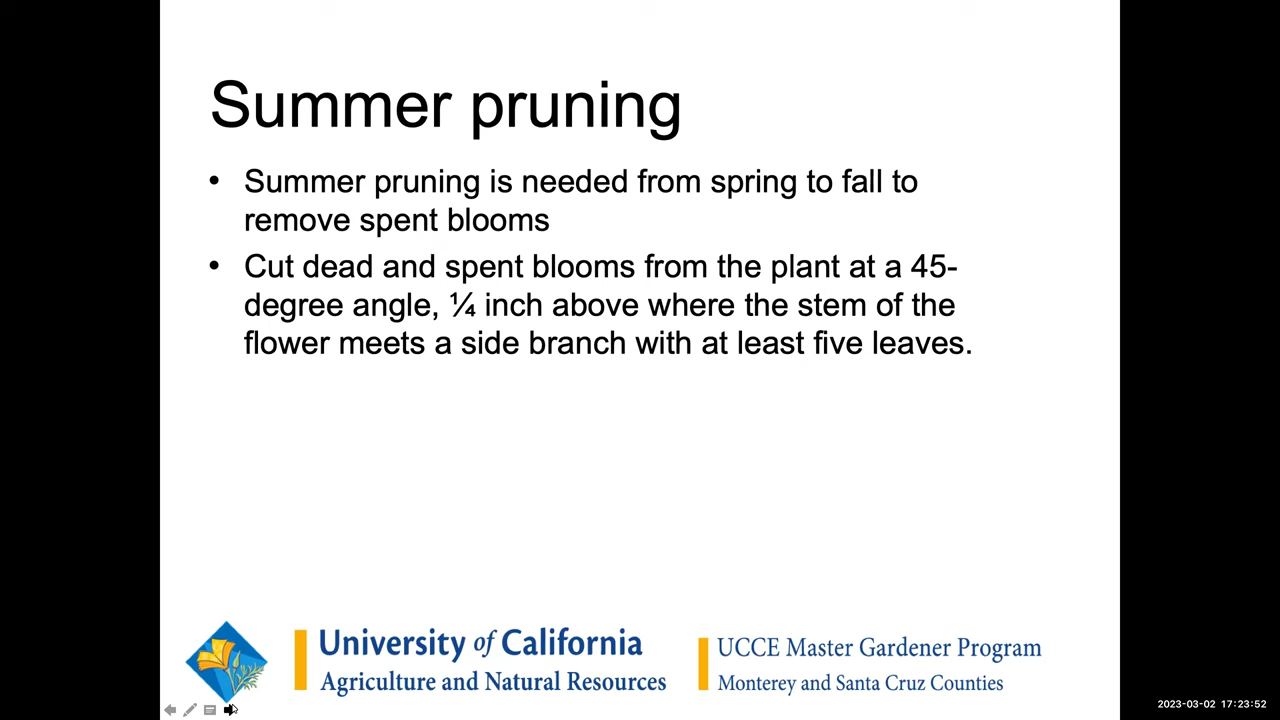 Summer pruning
• Summer pruning is needed from spring to fall to
remove spent blooms
• Cut dead and spent blooms from the plant at a 45-
degree angle, ¼ inch above where the stem of the
flower meets a side branch with at least five leaves.
University of California
Agriculture and Natural Resources
UCCE Master Gardener Program
Monterey and Santa Cruz Counties
2023-03-02 17:23:52